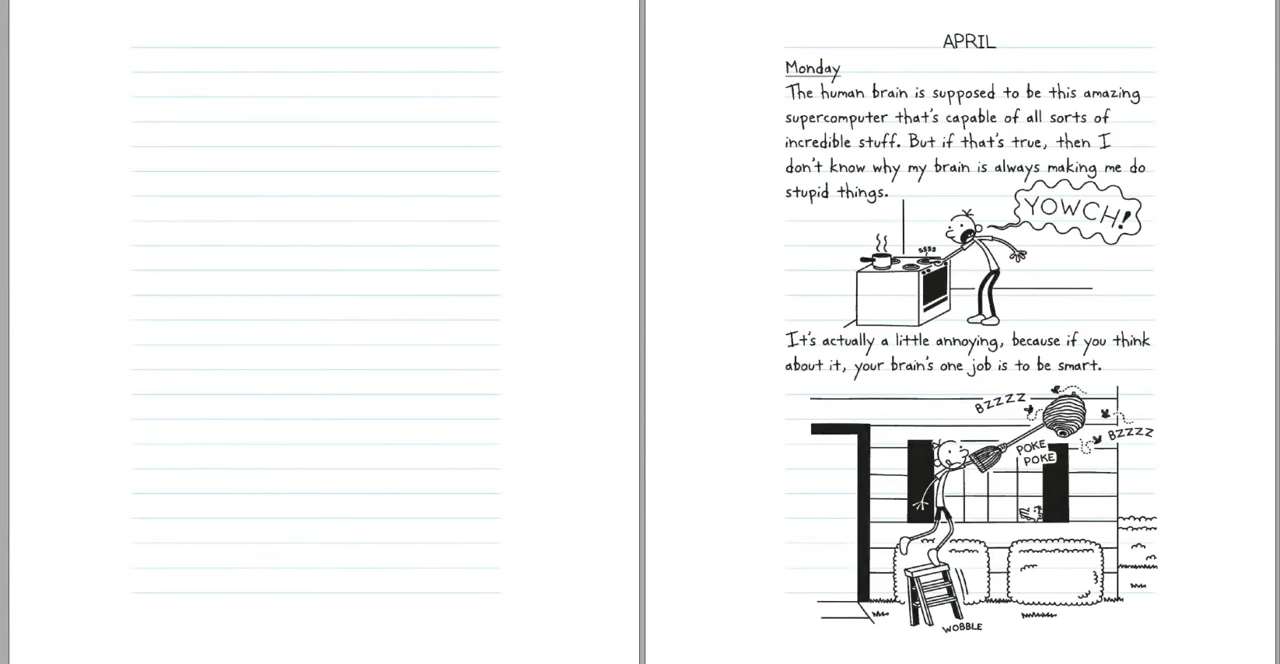 APRIL
Monday
The human brain is supposed to be this amazing
supercomputer that's capable of all sorts of
incredible stuff. But if that's true, then I
don't know why my brain is always making me do
stupid things.
YOWCH!
ssss
It's actually a little annoying, because if you think
about it, your brain's one job is to be smart.
BZZZZ
BZZZZ
POKE
POKE
WOBBLE